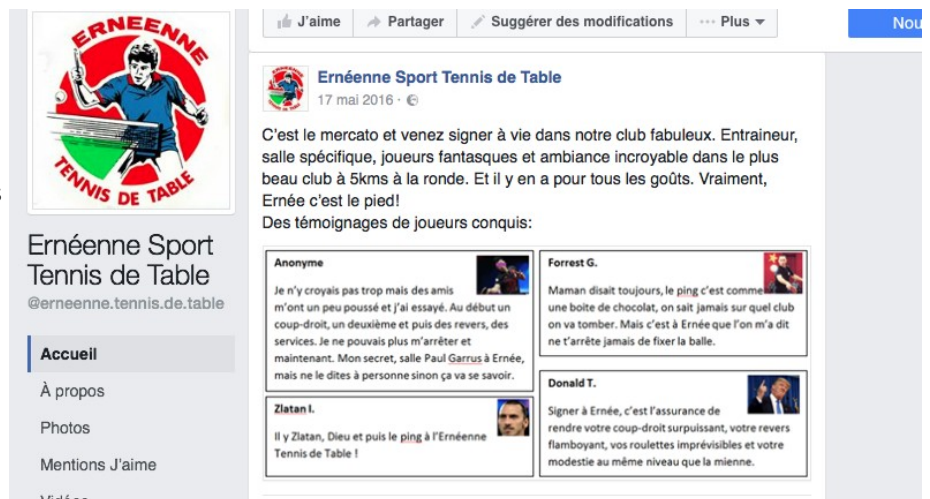 ERNEENNE
TENNIS DE TABLE
Ernéenne Sport
Tennis de Table
@erneenne.tennis.de.table
Accueil
À propos
Photos
Mentions J'aime
J'aime
Partager
Suggérer des modifications
Plus
Nou
Ernéenne Sport Tennis de Table
17 mai 2016 ·
C'est le mercato et venez signer à vie dans notre club fabuleux. Entraineur,
salle spécifique, joueurs fantasques et ambiance incroyable dans le plus
beau club à 5kms à la ronde. Et il y en a pour tous les goûts. Vraiment,
Ernée c'est le pied!
Des témoignages de joueurs conquis:
Anonyme
Je n'y croyais pas trop mais des amis
m'ont un peu poussé et j'ai essayé. Au début un
coup-droit, un deuxième et puis des revers, des
services. Je ne pouvais plus m'arrêter et
maintenant. Mon secret, salle Paul Garrus à Ernée,
mais ne le dites à personne sinon ça va se savoir.
Zlatan I.
Il y Zlatan, Dieu et puis le ping à l'Ernéenne
Tennis de Table !
Forrest G.
Maman disait toujours, le ping c'est comme
une boite de chocolat, on sait jamais sur quel club
on va tomber. Mais c'est à Ernée que l'on m'a dit
ne t'arrête jamais de fixer la balle.
Donald T.
Signer à Ernée, c'est l'assurance de
rendre votre coup-droit surpuissant, votre revers
flamboyant, vos roulettes imprévisibles et votre
modestie au même niveau que la mienne.